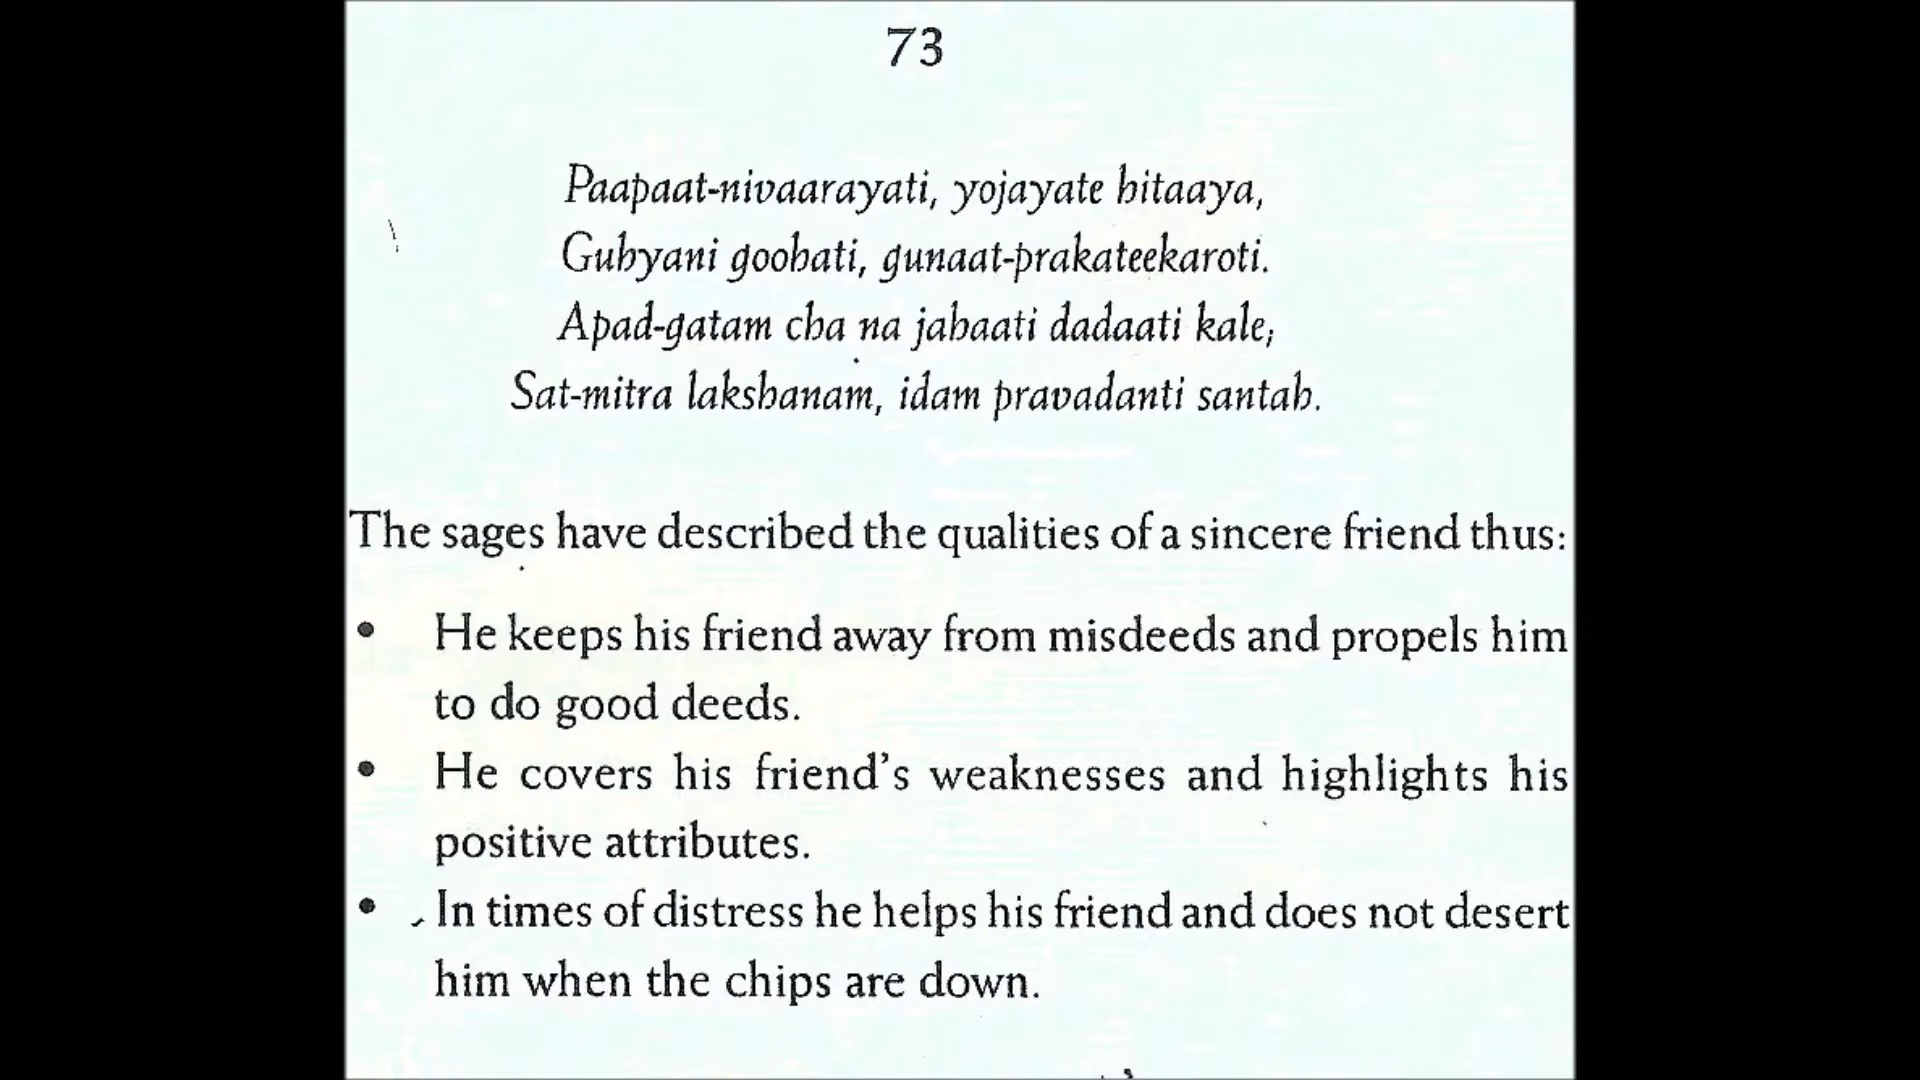 73
Paapaat-nivaarayati, yojayate hitaaya,
Guhyani goohati, gunaat-prakateekaroti.
Apad-gatam cha na jahaati dadaati kale;
Sat-mitra lakshanam, idam pravadanti santah.
The sages have described the qualities of a sincere friend thus:
• He keeps his friend away from misdeeds and propels him
to do good deeds.
• He covers his friend's weaknesses and highlights his
positive attributes.
• In times of distress he helps his friend and does not desert
him when the chips are down.